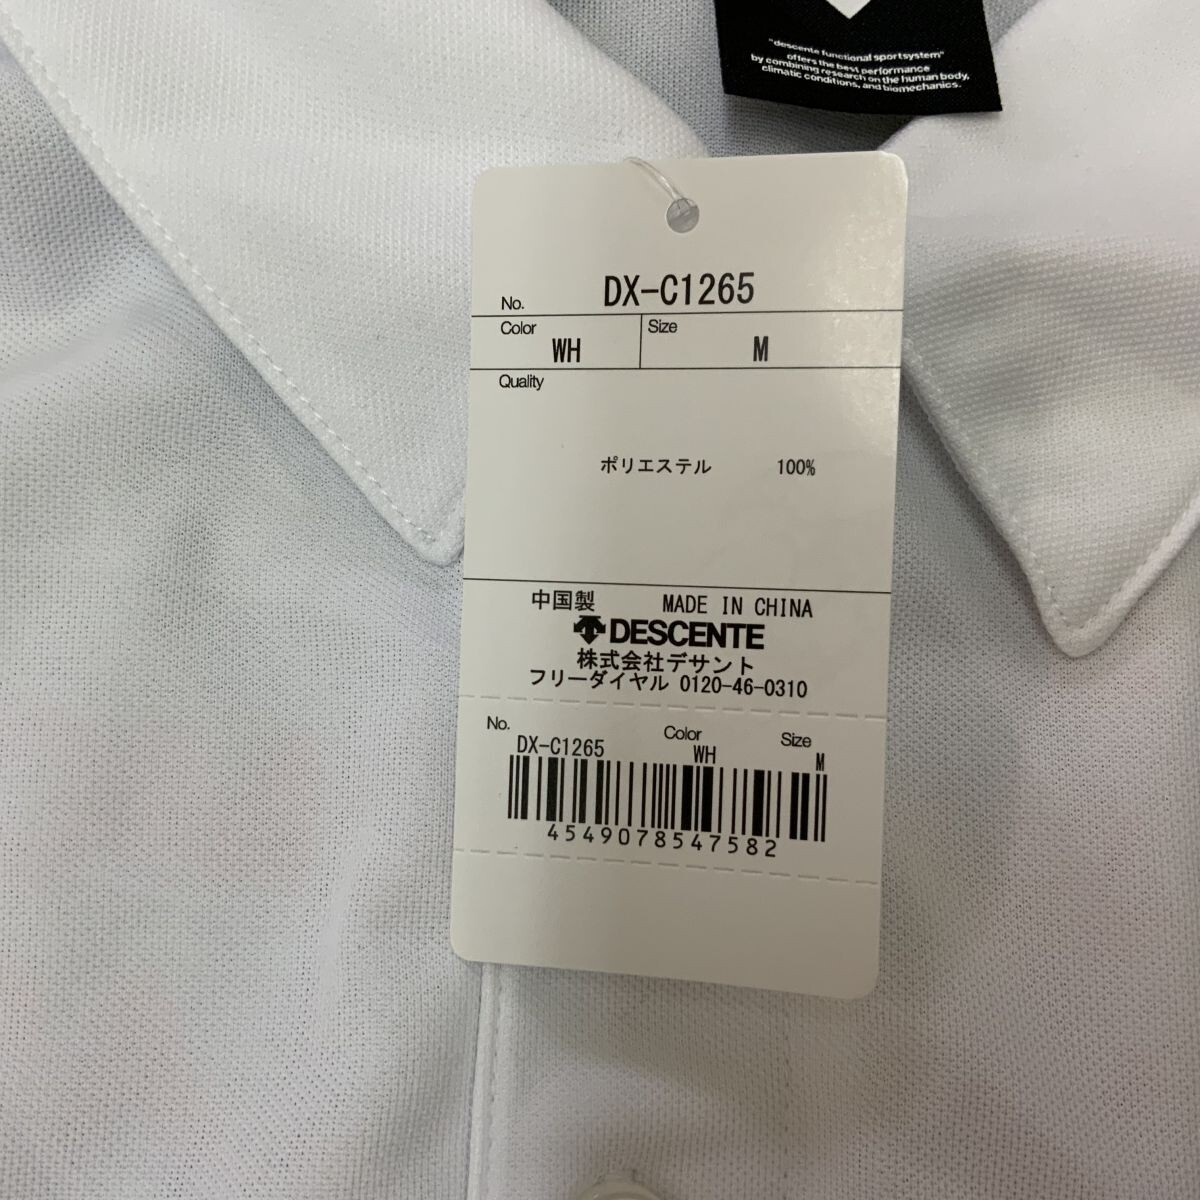 "descente functional sportsystem"
offers the best performance
by combining research on the human body,
climatic conditions, and biomechanics.
No. DX-C1265
Color WH Size M
Quality
ポリエステル 100%
中国製 MADE IN CHINA
DESCENTE
株式会社デサント
フリーダイヤル 0120-46-0310
No. DX-C1265 Color WH Size M
4549078547582